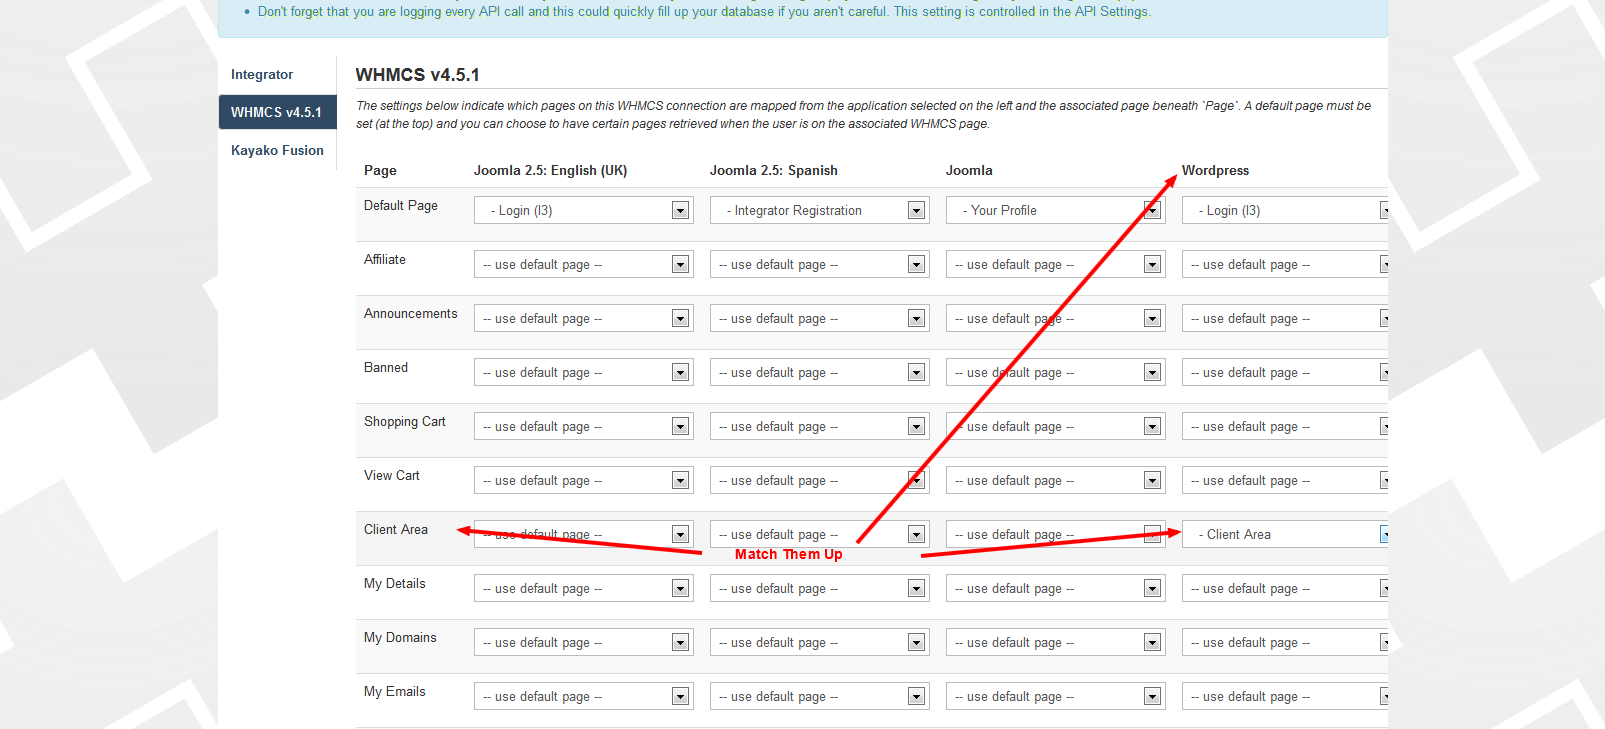 • Don't forget that you are logging every API call and this could quickly fill up your database if you aren't careful. This setting is controlled in the API Settings.
Integrator
WHMCS v4.5.1
Kayako Fusion
WHMCS v4.5.1
The settings below indicate which pages on this WHMCS connection are mapped from the application selected on the left and the associated page beneath `Page`. A default page must be
set (at the top) and you can choose to have certain pages retrieved when the user is on the associated WHMCS page.
Page Joomla 2.5: English (UK) Joomla 2.5: Spanish Joomla Wordpress
Default Page - Login (I3) - Integrator Registration - Your Profile - Login (I3)
Affiliate -- use default page -- -- use default page -- -- use default page -- -- use default page --
Announcements -- use default page -- -- use default page -- -- use default page -- -- use default page --
Banned -- use default page -- -- use default page -- -- use default page -- -- use default page --
Shopping Cart -- use default page -- -- use default page -- -- use default page -- -- use default page --
View Cart -- use default page -- -- use default page -- -- use default page -- -- use default page --
Client Area -- use default page -- -- use default page -- -- use default page -- - Client Area
Match Them Up
My Details -- use default page -- -- use default page -- -- use default page -- -- use default page --
My Domains -- use default page -- -- use default page -- -- use default page -- -- use default page --
My Emails -- use default page -- -- use default page -- -- use default page -- -- use default page --